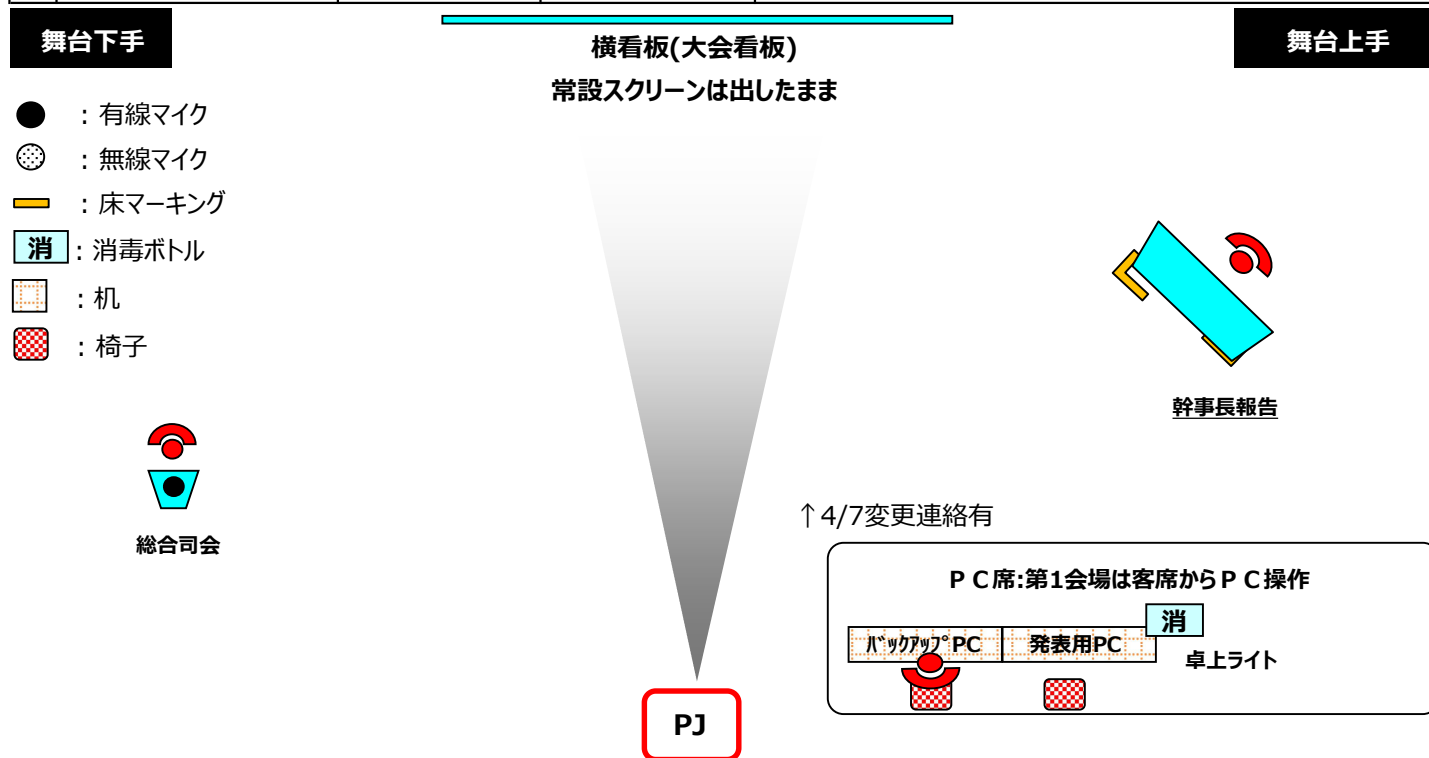 舞台下手
横看板(大会看板)
舞台上手
常設スクリーンは出したまま
：有線マイク
：無線マイク
：床マーキング
消：消毒ボトル
：机
：椅子
幹事長報告
総合司会
↑4/7変更連絡有
ＰＣ席:第1会場は客席からＰＣ操作
消
ﾊﾞｯｸｱｯﾌﾟPC
発表用PC
卓上ライト
PJ